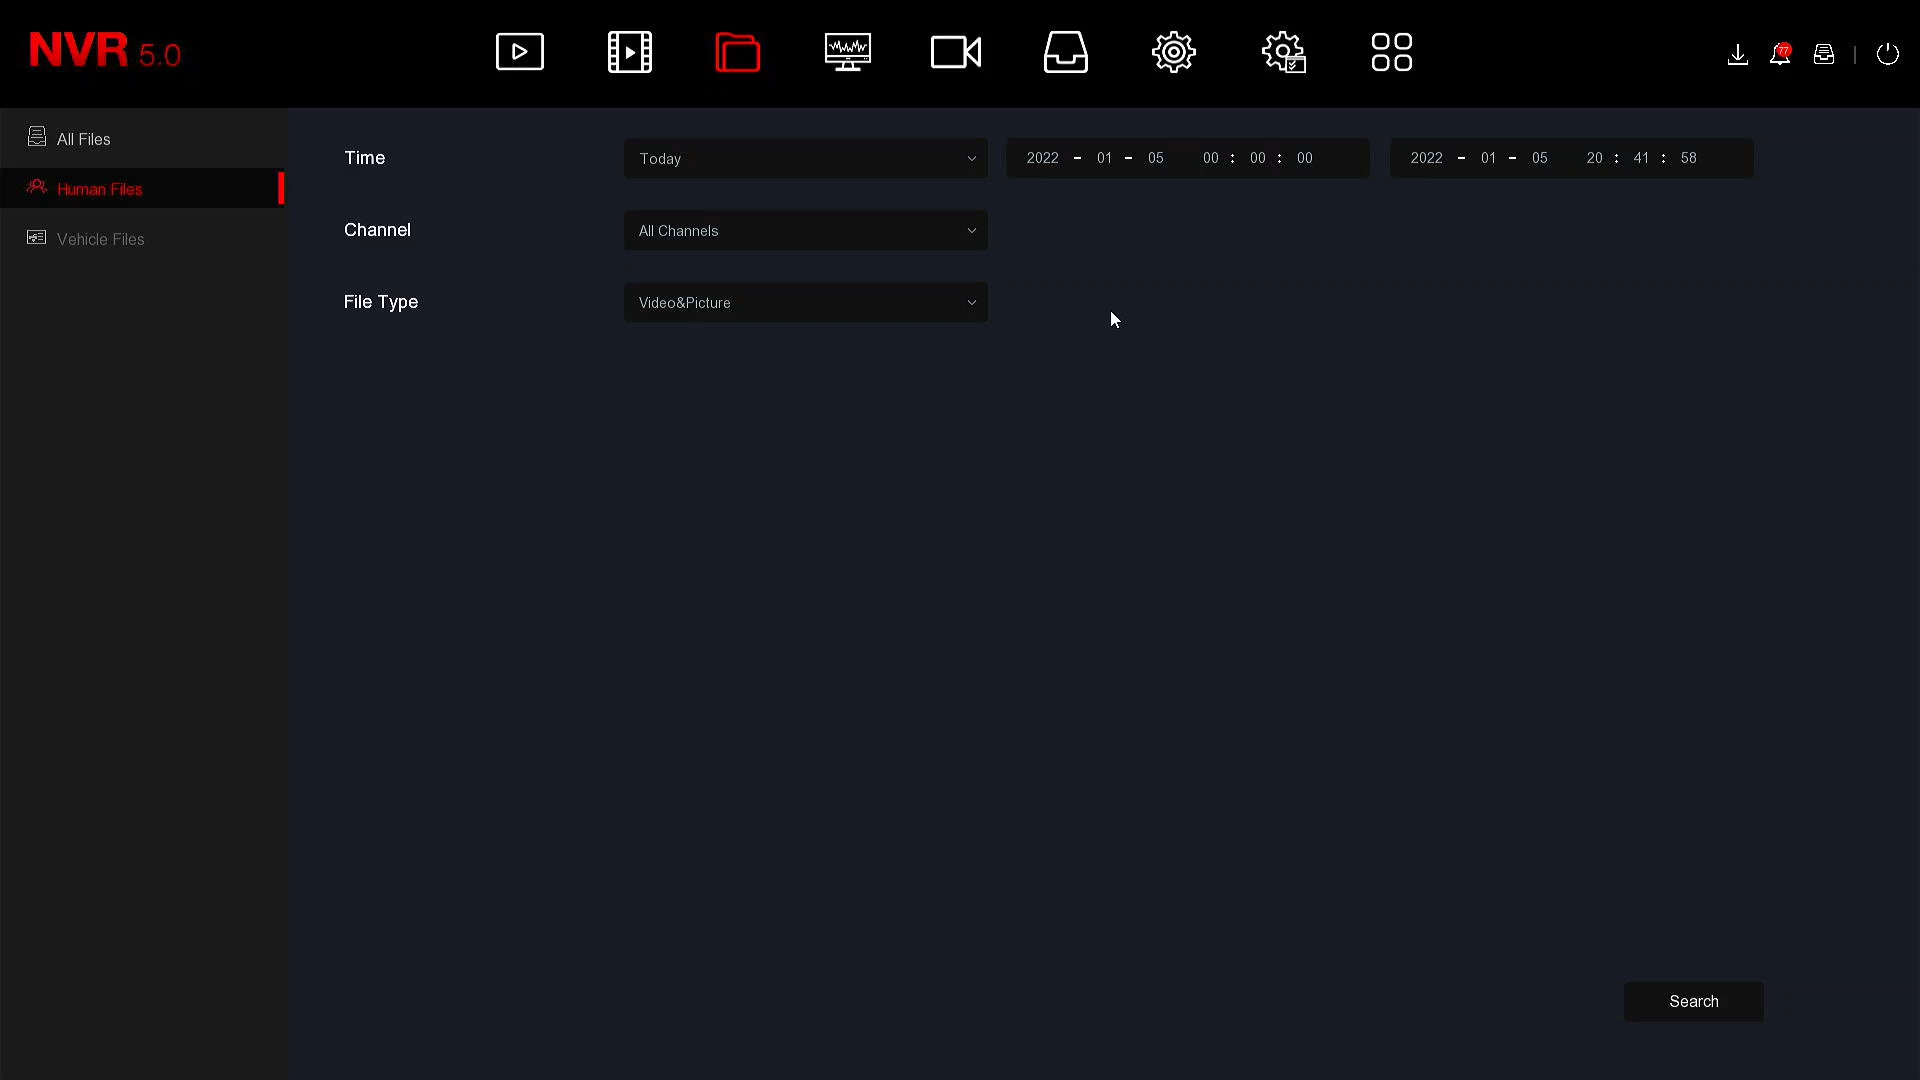 NVR 5.0
77
All Files
Human Files
Vehicle Files
Time Today 2022 - 01 - 05 00 : 00 : 00 2022 - 01 - 05 20 : 41 : 58
Channel All Channels
File Type Video&Picture
Search